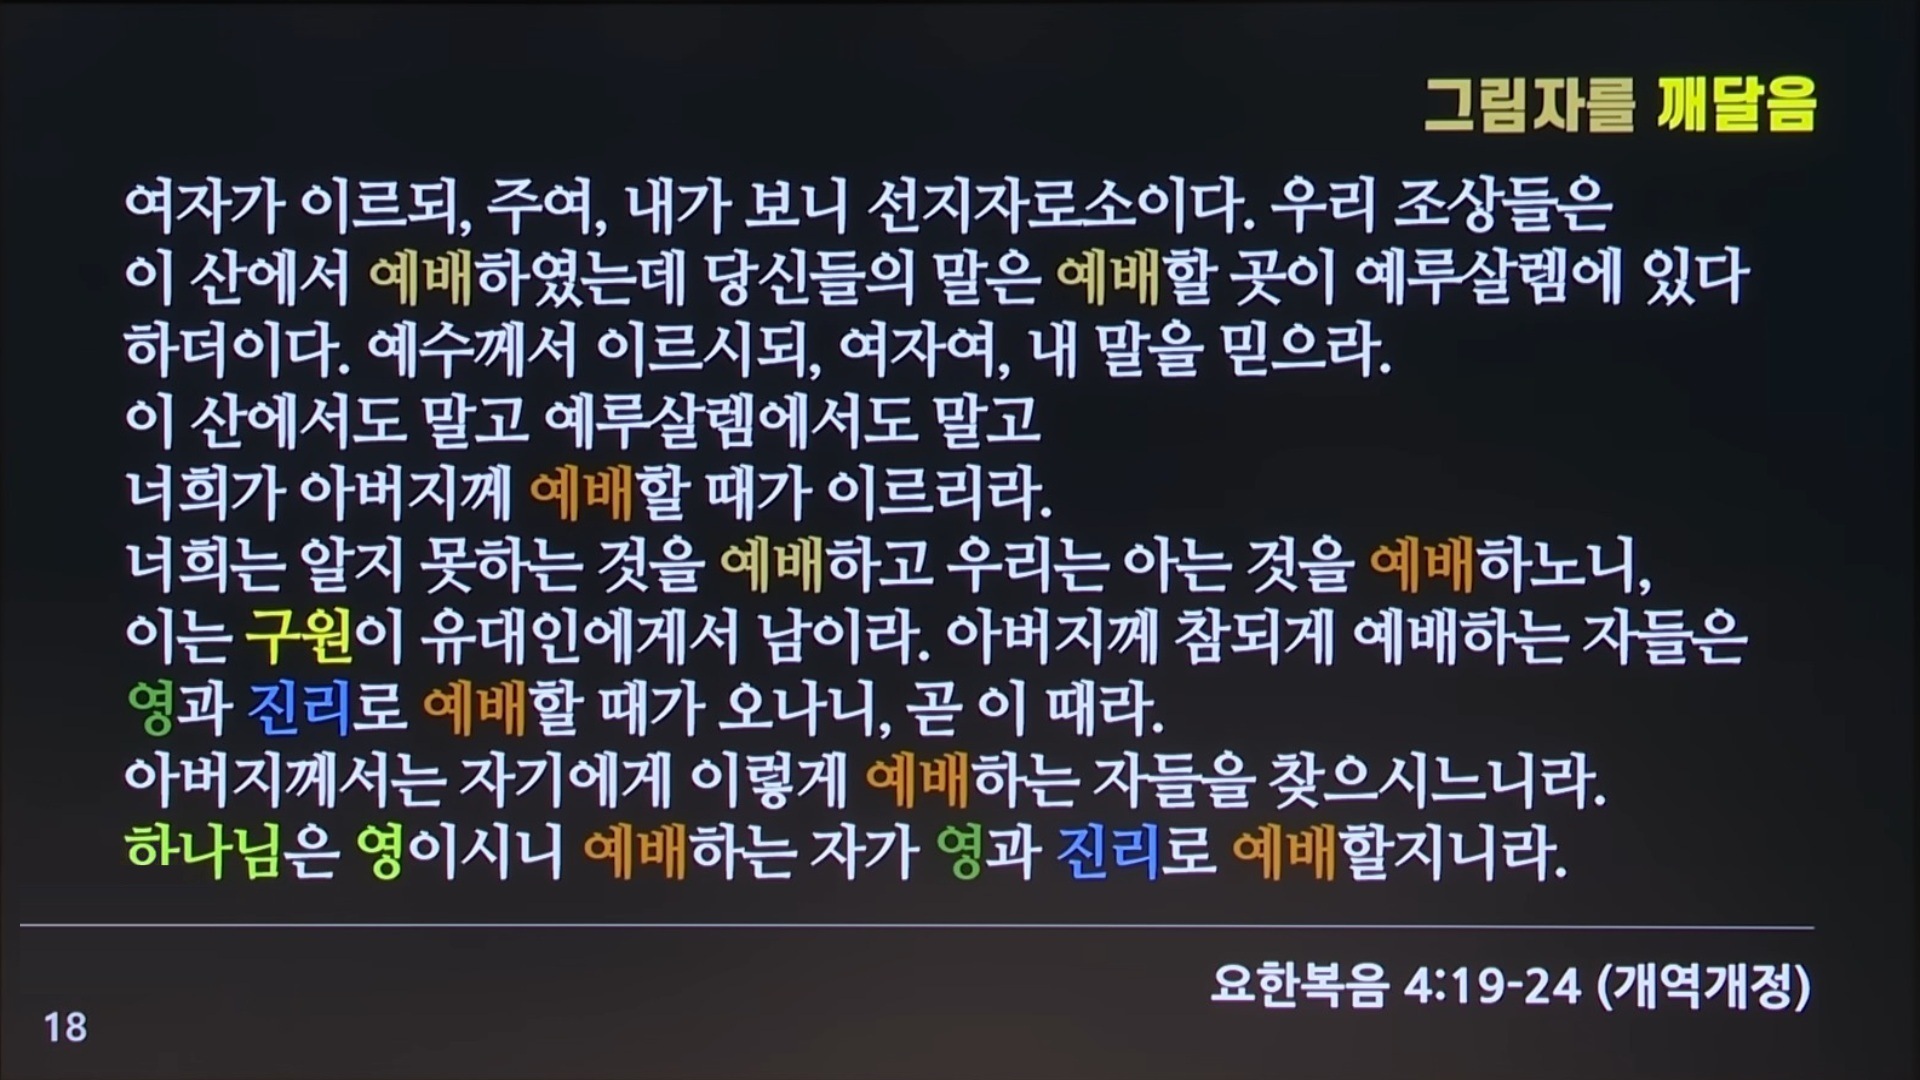 그림자를 깨달음
여자가 이르되, 주여, 내가 보니 선지자로소이다. 우리 조상들은
이 산에서 예배하였는데 당신들의 말은 예배할 곳이 예루살렘에 있다
하더이다. 예수께서 이르시되, 여자여, 내 말을 믿으라.
이 산에서도 말고 예루살렘에서도 말고
너희가 아버지께 예배할 때가 이르리라.
너희는 알지 못하는 것을 예배하고 우리는 아는 것을 예배하노니,
이는 구원이 유대인에게서 남이라. 아버지께 참되게 예배하는 자들은
영과 진리로 예배할 때가 오나니, 곧 이 때라.
아버지께서는 자기에게 이렇게 예배하는 자들을 찾으시느니라.
하나님은 영이시니 예배하는 자가 영과 진리로 예배할지니라.
요한복음 4:19-24 (개역개정)
18